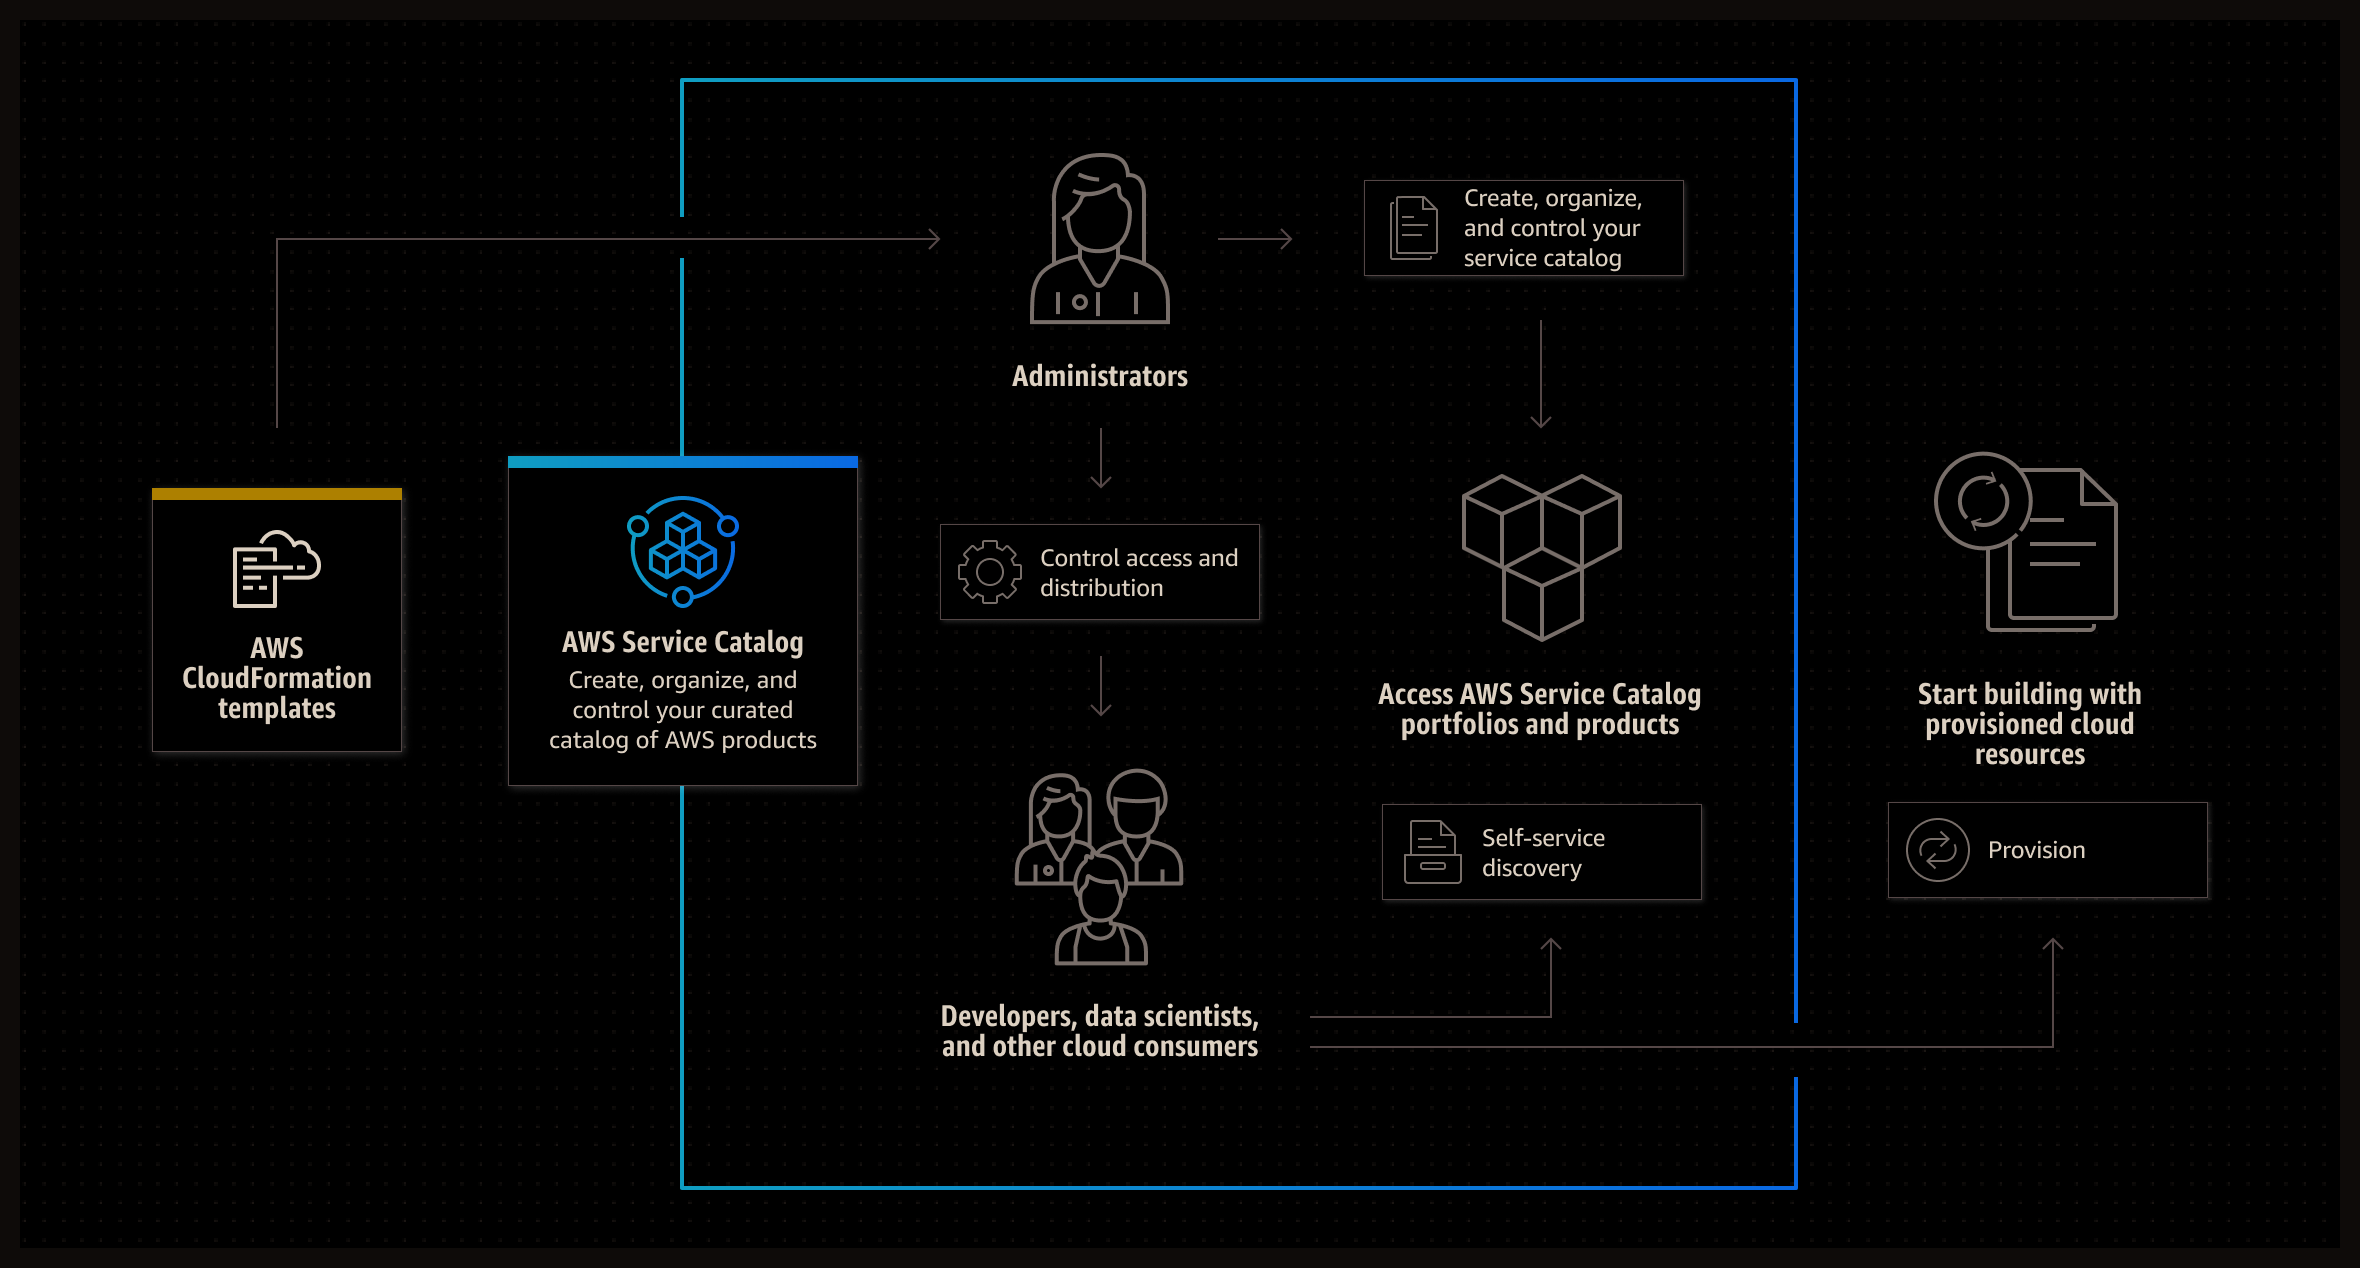 AWS
CloudFormation
templates
AWS Service Catalog
Create, organize, and
control your curated
catalog of AWS products
Administrators
Create, organize,
and control your
service catalog
Control access and
distribution
Developers, data scientists,
and other cloud consumers
Access AWS Service Catalog
portfolios and products
Self-service
discovery
Start building with
provisioned cloud
resources
Provision